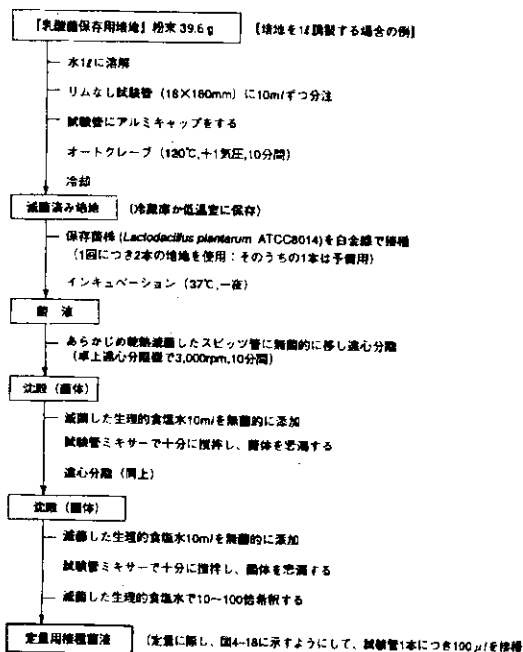 「乳酸菌保存用培地」粉末 39.6g [培地を1ℓ調製する場合の例]
水1ℓに溶解
リムなし試験管 (18×180mm) に10mlずつ分注
試験管にアルミキャップをする
オートクレーブ (120℃,+1気圧,10分間)
冷却
滅菌済み培地 (冷蔵庫か低温室に保存)
保存菌株 (Lactobacillus plantarum ATCC8014) を白金線で接種
(1回につき2本の培地を使用:そのうちの1本は予備用)
インキュベーション (37℃,一夜)
菌液
あらかじめ乾熱滅菌したスピッツ管に無菌的に移し遠心分離
(卓上遠心分離機で3,000rpm,10分間)
沈殿 (菌体)
滅菌した生理的食塩水10mlを無菌的に添加
試験管ミキサーで十分に撹拌し、菌体を懸濁する
遠心分離 (同上)
沈殿 (菌体)
滅菌した生理的食塩水10mlを無菌的に添加
試験管ミキサーで十分に撹拌し、菌体を懸濁する
滅菌した生理的食塩水で10~100倍希釈する
定量用接種菌液 (定量に際し、図4-18に示すようにして、試験管1本につき100μlを接種